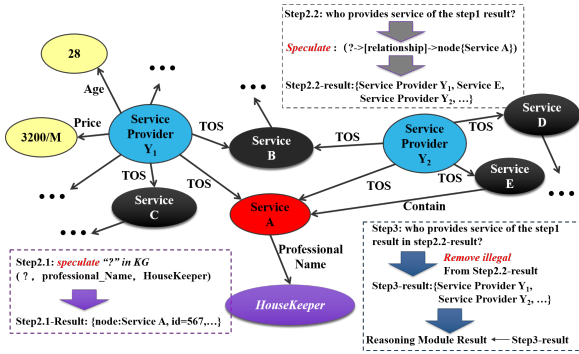 Step2.2: who provides service of the step1 result?
Speculate : (?->[relationship]->node{Service A})
Step2.2-result:{Service Provider Y1, Service E,
Service Provider Y2, …}
28
Age
3200/M
Price
Service
Provider
Y1
TOS
TOS
TOS
Service
B
Service
C
Service
Provider
Y2
TOS
TOS
TOS
TOS
Service
D
Service
E
Contain
Service
A
Professional
Name
HouseKeeper
Step2.1: speculate “?” in KG
(?, professional_Name, HouseKeeper)
Step2.1-Result: {node:Service A, id=567,…}
Step3: who provides service of the step1
result in step2.2-result?
Remove illegal
From Step2.2-result
Step3-result:{Service Provider Y1,
Service Provider Y2, …}
Reasoning Module Result ← Step3-result